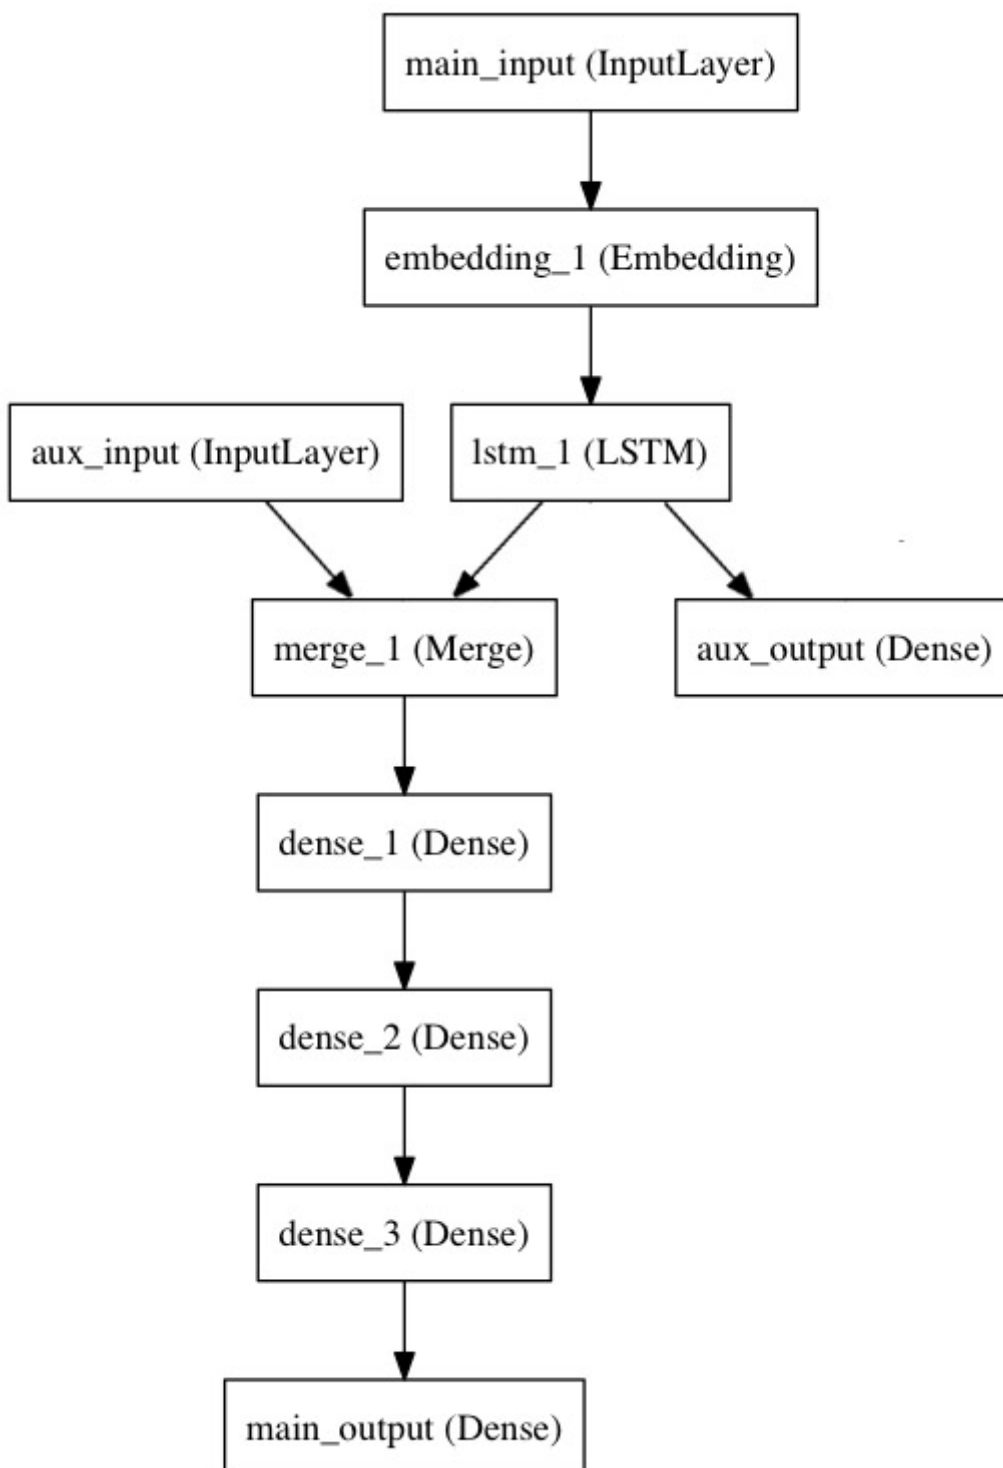 main_input (InputLayer)
embedding_1 (Embedding)
aux_input (InputLayer)
lstm_1 (LSTM)
merge_1 (Merge)
aux_output (Dense)
dense_1 (Dense)
dense_2 (Dense)
dense_3 (Dense)
main_output (Dense)